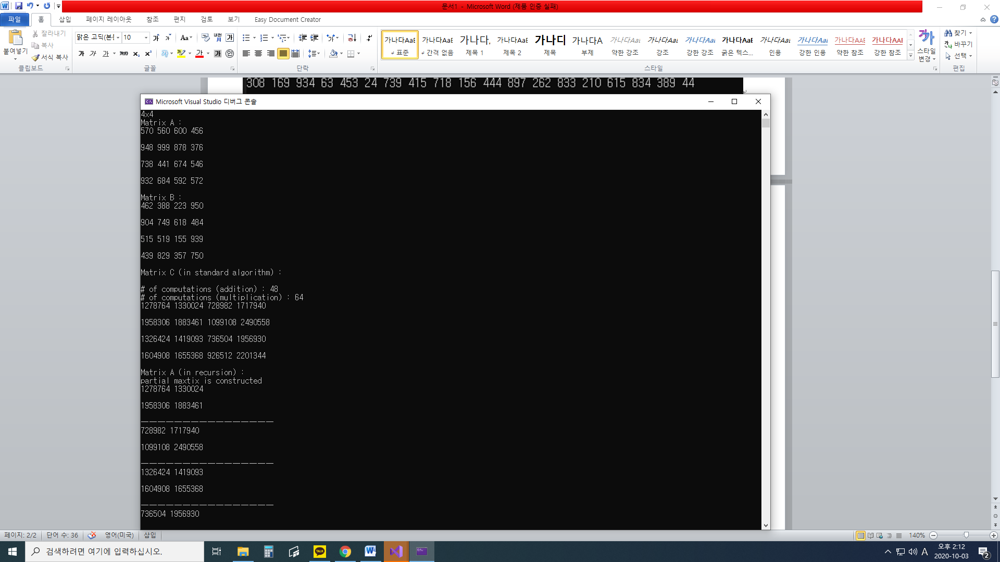 문서1 - Microsoft Word (제품 인증 실패)
파일 홈 삽입 페이지 레이아웃 참조 편지 검토 보기 Easy Document Creator
붙여넣기
잘라내기
복사
서식 복사
클립보드
맑은 고딕(본문 10
글꼴
단락
가나다AaB 가나다AaB 가나다, 가나다AaB 가나다 가나다A 가나다Aa 가나다Aa 가나다Aa 가나다AaB 가나다Aa 가나다Aa 가나다AaB 가나다AaB
표준 간격 없음 제목 1 제목 2 제목 부제 약한 강조 강조 강한 강조 굵은 텍스... 인용 강한 인용 약한 참조 강한 참조
스타일
스타일 변경
찾기
바꾸기
선택
편집
308 169 934 63 453 24 739 415 718 156 444 897 262 833 210 615 834 389 44
Microsoft Visual Studio 디버그 콘솔
4x4
Matrix A :
570 560 600 456
948 999 878 376
738 441 674 546
932 684 592 572
Matrix B :
462 388 223 950
904 749 618 484
515 519 155 939
439 829 357 750
Matrix C (in standard algorithm) :
# of computations (addition) : 48
# of computations (multiplication) : 64
1278764 1330024 728982 1717940
1958306 1883461 1099108 2490558
1326424 1419093 736504 1956930
1604908 1655368 926512 2201344
Matrix A (in recursion) :
partial maxtix is constructed
1278764 1330024
1958306 1883461
————————————————
728982 1717940
1099108 2490558
————————————————
1326424 1419093
1604908 1655368
————————————————
736504 1956930
페이지: 2/2 단어 수: 36 영어(미국) 삽입 140%
검색하려면 여기에 입력하십시오.
TALK
A
오후 2:12
2020-10-03
2